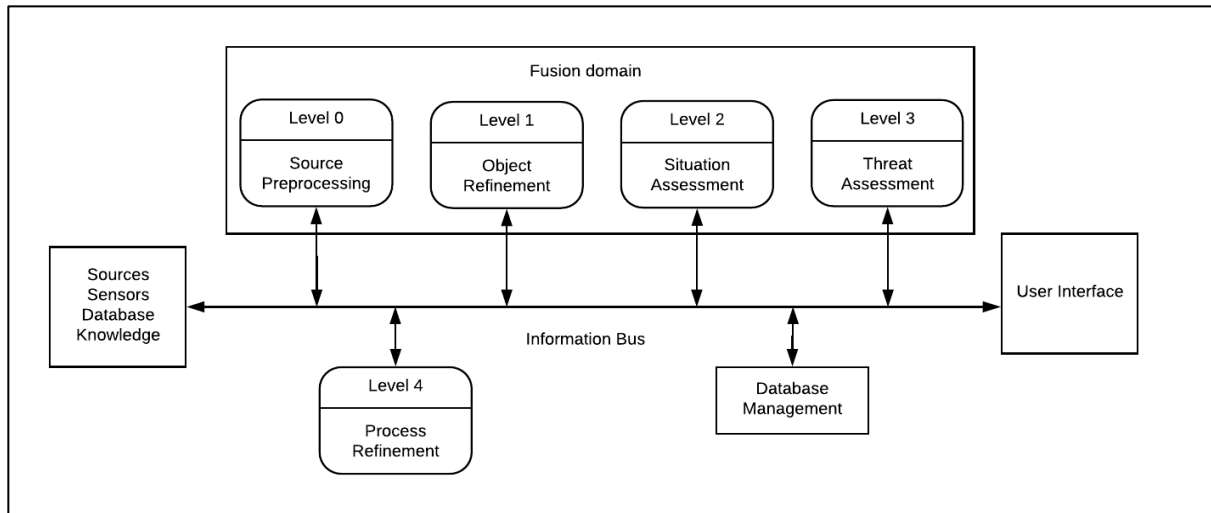 Fusion domain
Level 0
Source
Preprocessing
Level 1
Object
Refinement
Level 2
Situation
Assessment
Level 3
Threat
Assessment
Sources
Sensors
Database
Knowledge
User Interface
Information Bus
Level 4
Process
Refinement
Database
Management